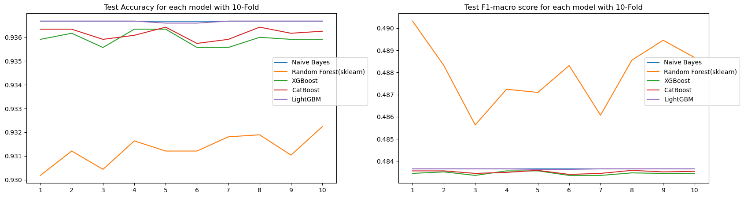 Test Accuracy for each model with 10-Fold
0.936
0.935
0.934
0.933
0.932
0.931
0.930
1 2 3 4 5 6 7 8 9 10
Naive Bayes
Random Forest(sklearn)
XGBoost
CatBoost
LightGBM
Test F1-macro score for each model with 10-Fold
0.490
0.489
0.488
0.487
0.486
0.485
0.484
1 2 3 4 5 6 7 8 9 10
Naive Bayes
Random Forest(sklearn)
XGBoost
CatBoost
LightGBM